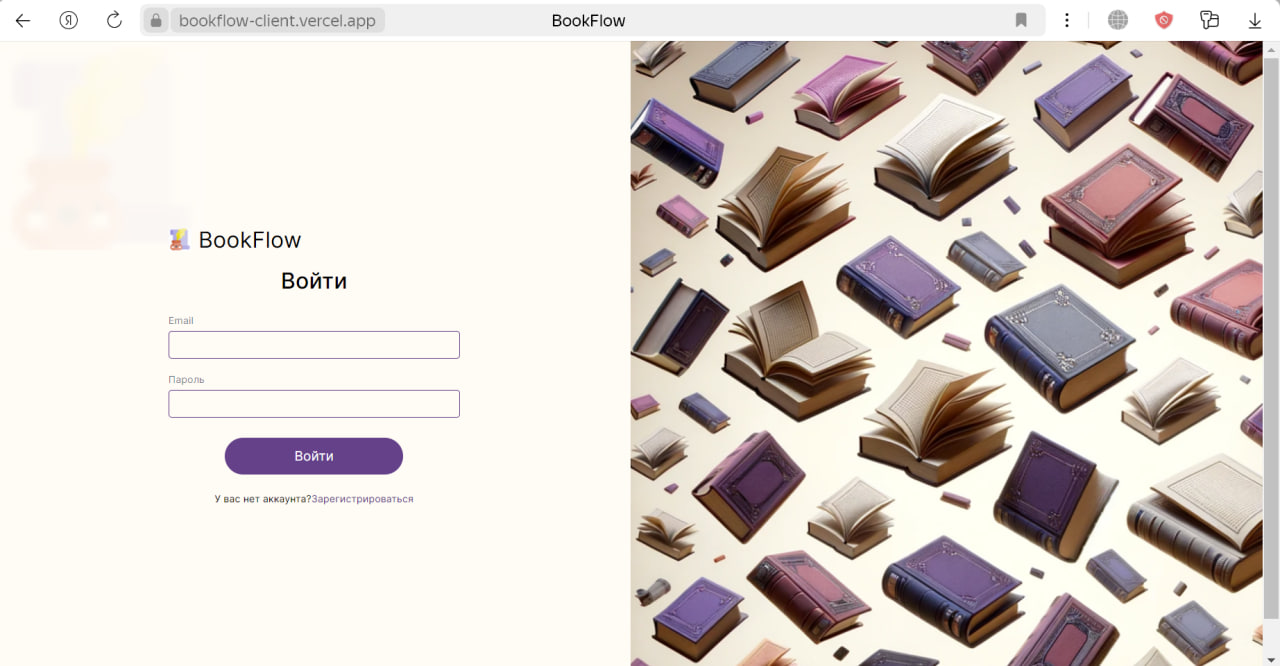 bookflow-client.vercel.app
BookFlow
BookFlow
Войти
Email
Пароль
Войти
У вас нет аккаунта?Зарегистрироваться